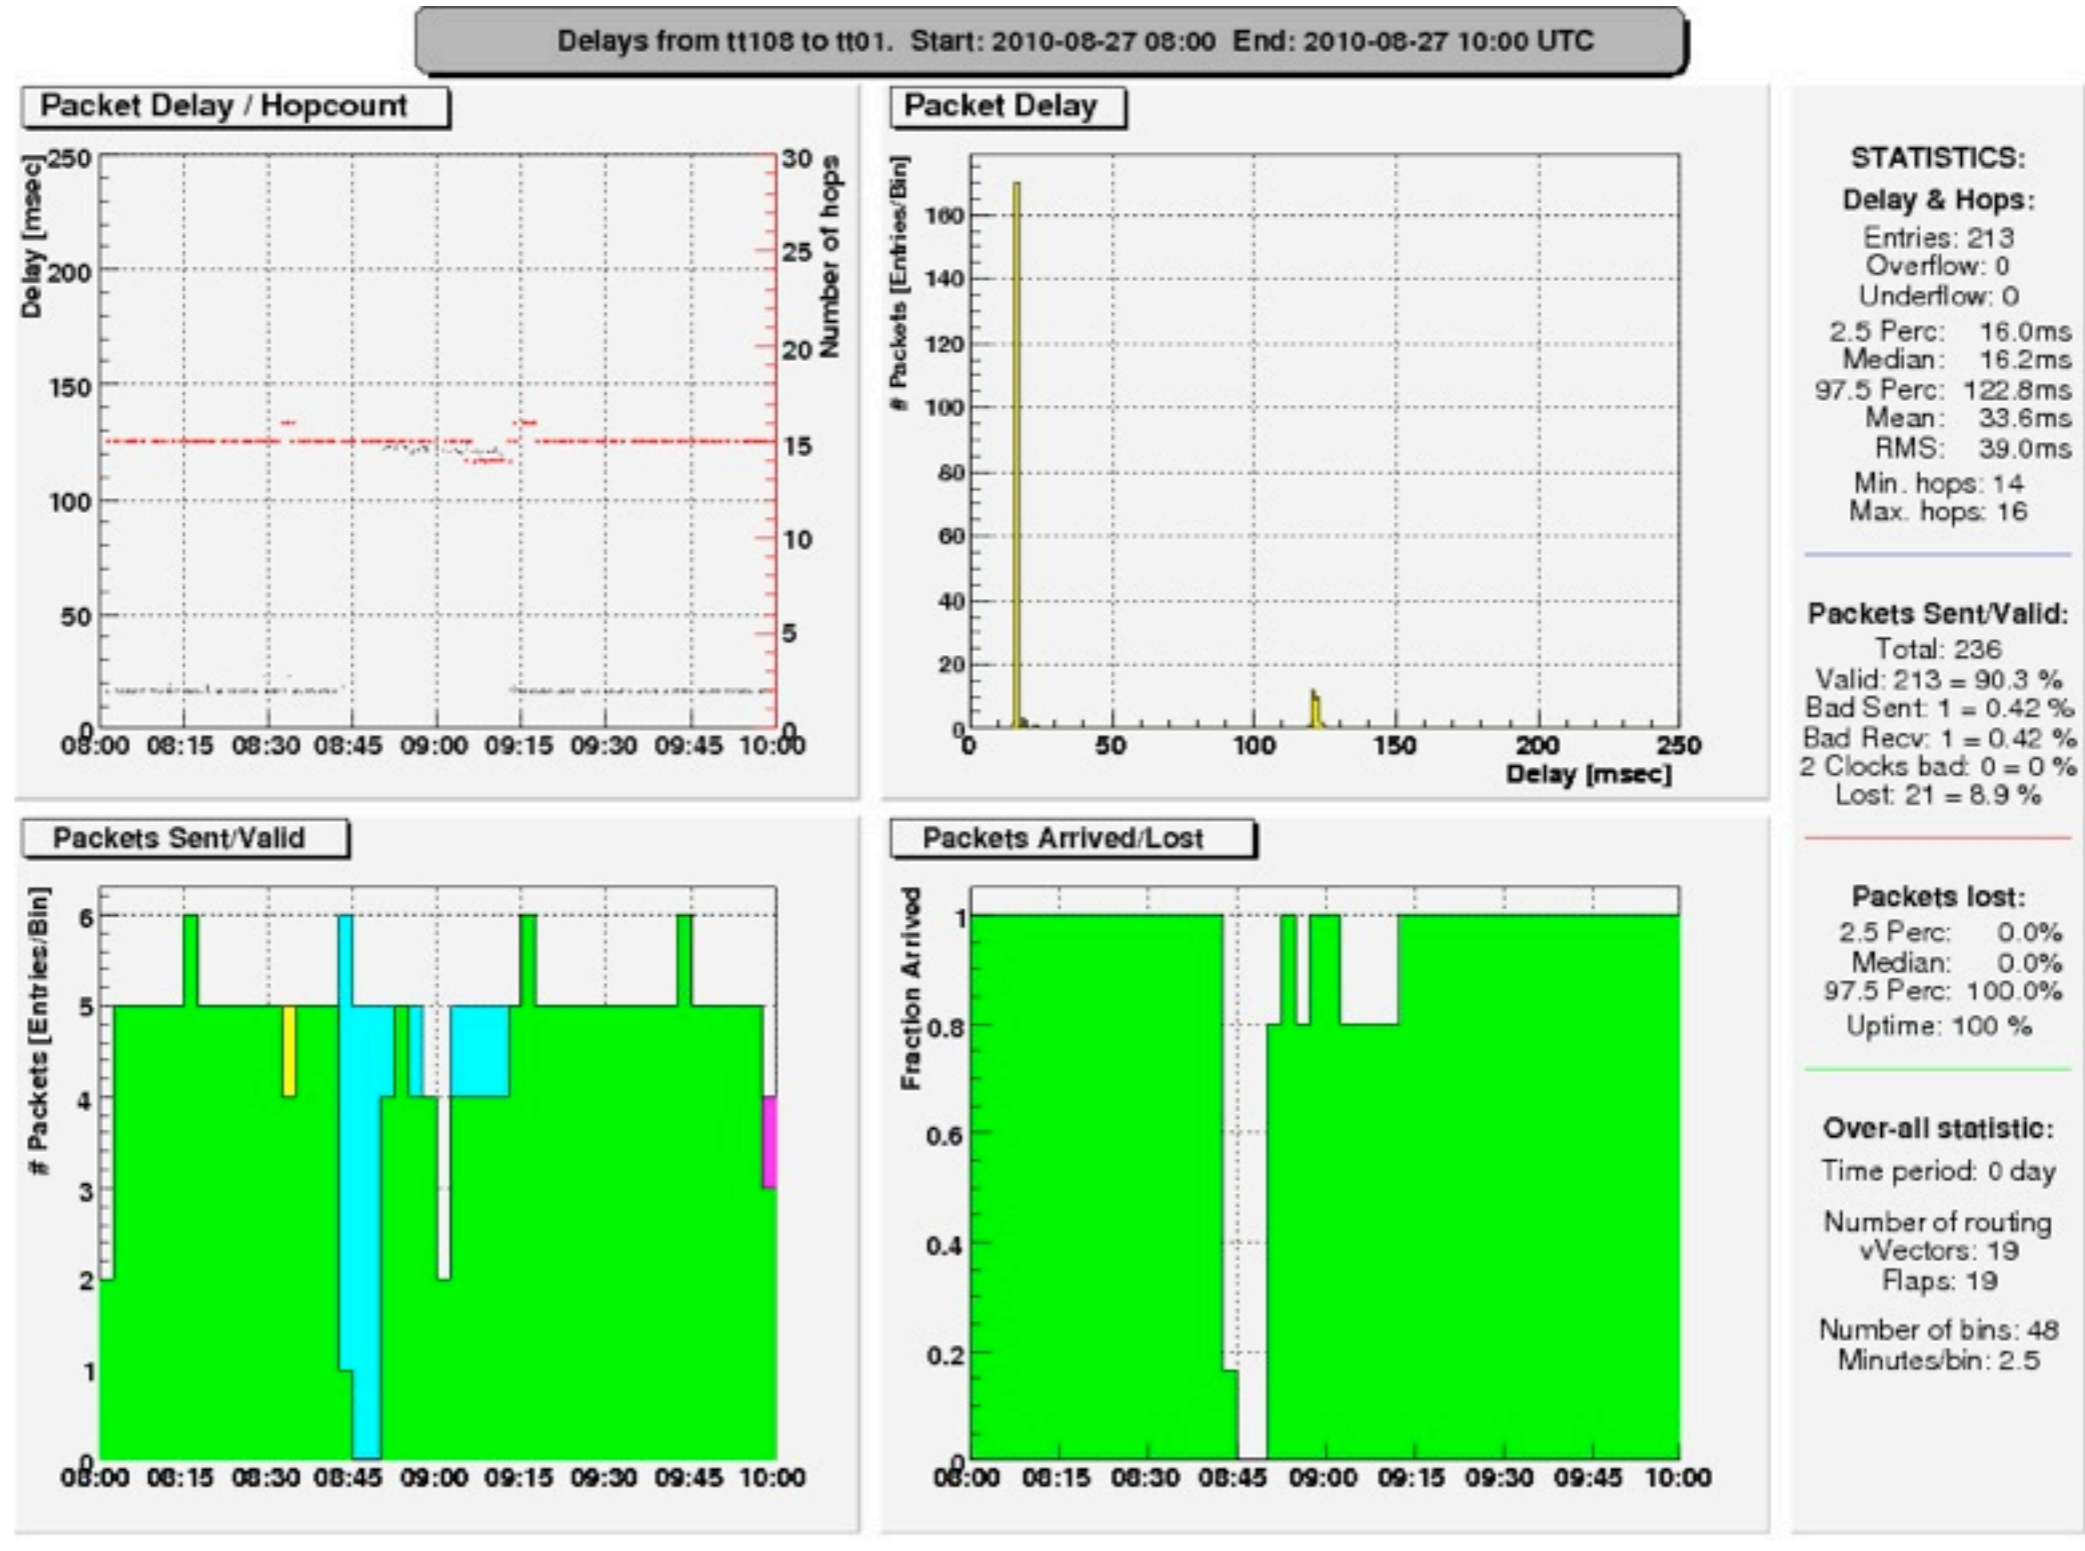 Delays from tt108 to tt01. Start: 2010-08-27 08:00 End: 2010-08-27 10:00 UTC
Packet Delay / Hopcount
Delay [msec]
250
200
150
100
50
0
30
25
20
15
10
5
0
Number of hops
08:00 08:15 08:30 08:45 09:00 09:15 09:30 09:45 10:00
Packet Delay
# Packets [Entries/Bin]
160
140
120
100
80
60
40
20
0
0 50 100 150 200 250
Delay [msec]
Packets Sent/Valid
# Packets [Entries/Bin]
6
5
4
3
2
1
0
08:00 08:15 08:30 08:45 09:00 09:15 09:30 09:45 10:00
Packets Arrived/Lost
Fraction Arrived
1
0.8
0.6
0.4
0.2
0
08:00 08:15 08:30 08:45 09:00 09:15 09:30 09:45 10:00
STATISTICS:
Delay & Hops:
Entries: 213
Overflow: 0
Underflow: 0
2.5 Perc: 16.0ms
Median: 16.2ms
97.5 Perc: 122.8ms
Mean: 33.6ms
RMS: 39.0ms
Min. hops: 14
Max. hops: 16
Packets Sent/Valid:
Total: 236
Valid: 213 = 90.3 %
Bad Sent: 1 = 0.42 %
Bad Recv: 1 = 0.42 %
2 Clocks bad: 0 = 0 %
Lost: 21 = 8.9 %
Packets lost:
2.5 Perc: 0.0%
Median: 0.0%
97.5 Perc: 100.0%
Uptime: 100 %
Over-all statistic:
Time period: 0 day
Number of routing
vVectors: 19
Flaps: 19
Number of bins: 48
Minutes/bin: 2.5